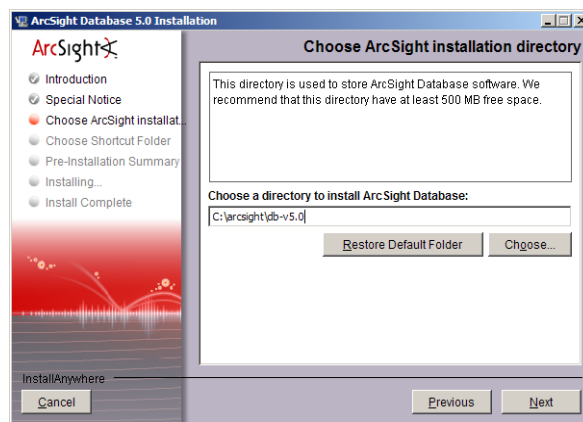 ArcSight Database 5.0 Installation
ArcSight
Choose ArcSight installation directory
Introduction
Special Notice
Choose ArcSight installat...
Choose Shortcut Folder
Pre-Installation Summary
Installing...
Install Complete
This directory is used to store ArcSight Database software. We
recommend that this directory have at least 500 MB free space.
Choose a directory to install ArcSight Database:
C:\arcsight\db-v5.0
Restore Default Folder
Choose...
InstallAnywhere
Cancel
Previous
Next